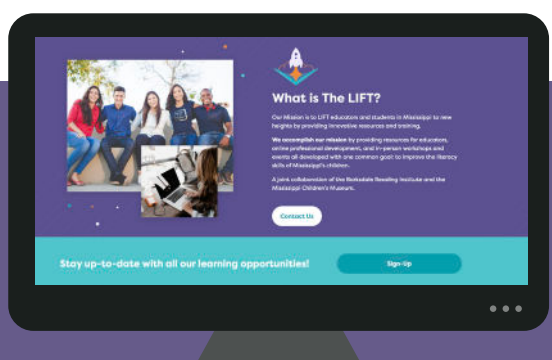 What is The LIFT?
Our Mission is to LIFT educators and students in Mississippi to new
heights by providing innovative resources and training.
We accomplish our mission by providing resources for educators,
online professional development, and in-person workshops and
events all developed with one common goal: to improve the literacy
skills of Mississippi's children.
A joint collaboration of the Barksdale Reading Institute and the
Mississippi Children's Museum.
Contact Us
Stay up-to-date with all our learning opportunities!
Sign-Up